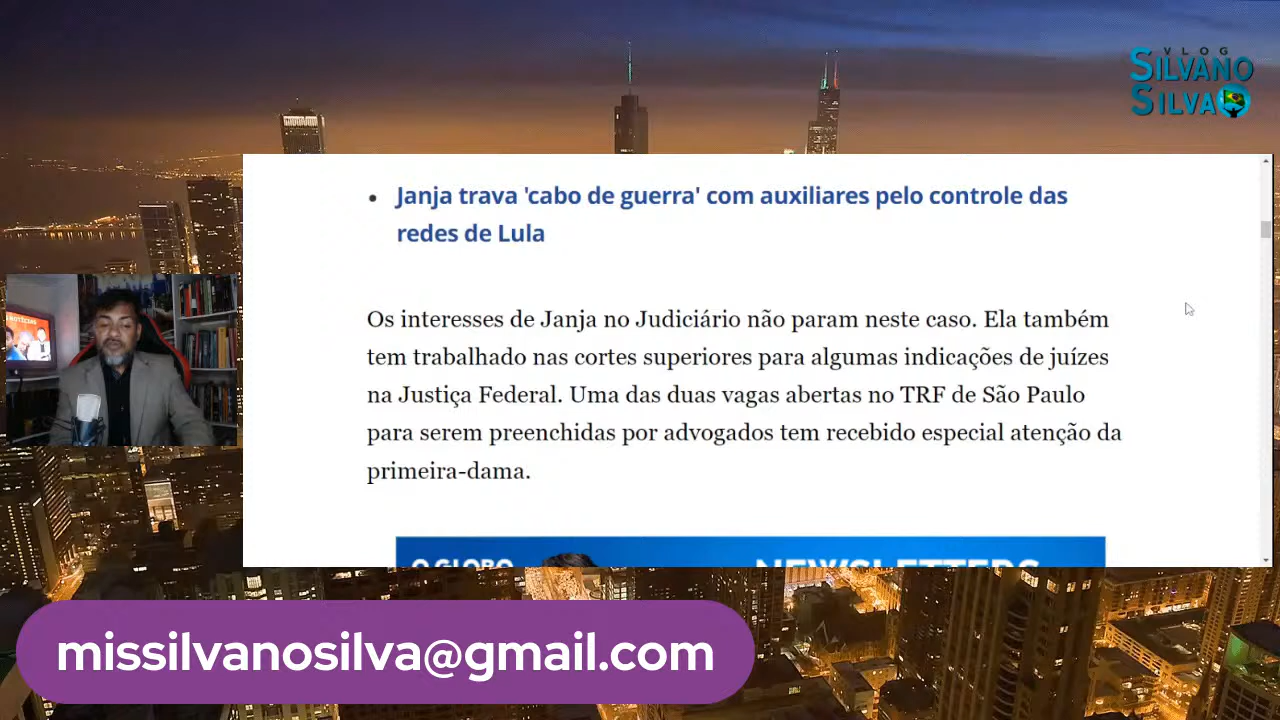 VLOG
SILVANO
SILVA
Janja trava 'cabo de guerra' com auxiliares pelo controle das
redes de Lula
Os interesses de Janja no Judiciário não param neste caso. Ela também
tem trabalhado nas cortes superiores para algumas indicações de juízes
na Justiça Federal. Uma das duas vagas abertas no TRF de São Paulo
para serem preenchidas por advogados tem recebido especial atenção da
primeira-dama.
NOTÍCIAS
O GLOBO
NEWSLETTERS
missilvanosilva@gmail.com